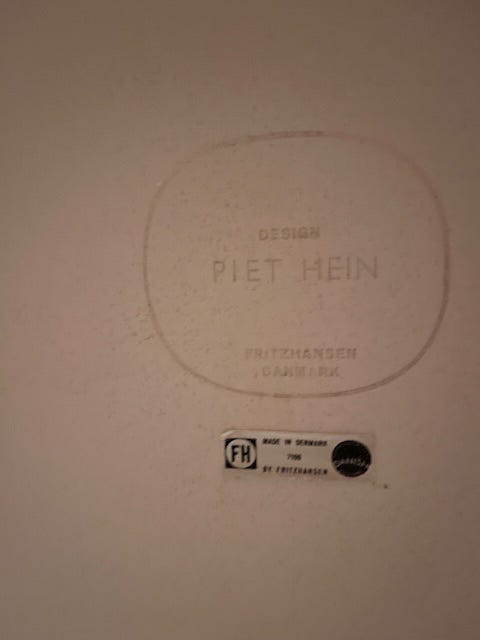 DESIGN
PIET HEIN
FRITZHANSEN
DANMARK
FH
MADE IN DENMARK
BY FRITZHANSEN